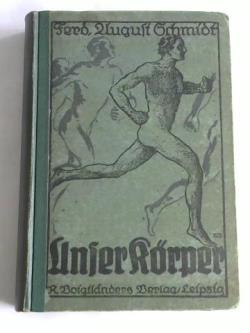 Ferd. August Schmidt
Unser Körper
R. Voigtländers Verlag, Leipzig